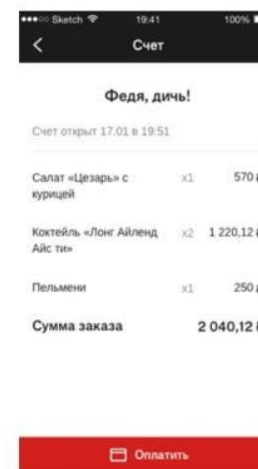 Sketch 19:41 100%
Счет
Федя, дичь!
Счет открыт 17.01 в 19:51
Салат «Цезарь» с x1 570
курицей
Коктейль «Лонг Айленд x2 1 220,12
Айс ти»
Пельмени x1 250
Сумма заказа 2 040,12
Оплатить